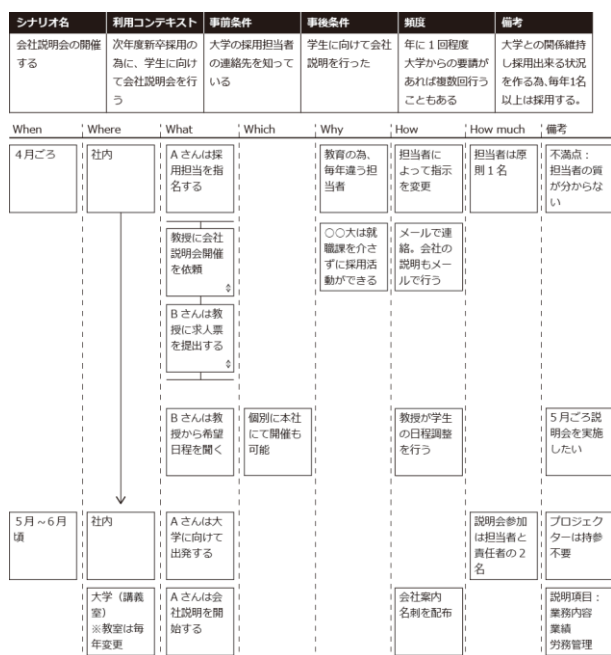 シナリオ名 利用コンテキスト 事前条件 事後条件 頻度 備考
会社説明会の開催
する
次年度新卒採用の
為に、学生に向け
て会社説明会を行
う
大学の採用担当者
の連絡先を知って
いる
学生に向けて会社
説明を行った
年に1回程度
大学からの要請が
あれば複数回行う
こともある
大学との関係維持
し採用出来る状況
を作る為、毎年1名
以上は採用する。
When Where What Which Why How How much 備考
4月ごろ
社内
Aさんは採
用担当を指
名する
教育の為、
毎年違う担
当者
担当者に
よって指示
を変更
担当者は原
則1名
不満点：
担当者の質
が分からな
い
教授に会社
説明会開催
を依頼
○○大は就
職課を介さ
ずに採用活
動ができる
メールで連
絡。会社の
説明もメー
ルで行う
Bさんは教
授に求人票
を提出する
Bさんは教
授から希望
日程を聞く
個別に本社
にて開催も
可能
教授が学生
の日程調整
を行う
5月ごろ説
明会を実施
したい
5月～6月
頃
社内
Aさんは大
学に向けて
出発する
説明会参加
は担当者と
責任者の2
名
プロジェク
ターは持参
不要
大学（講義
室）
※教室は毎
年変更
Aさんは会
社説明を開
始する
会社案内
名刺を配布
説明項目：
業務内容
業績
労務管理